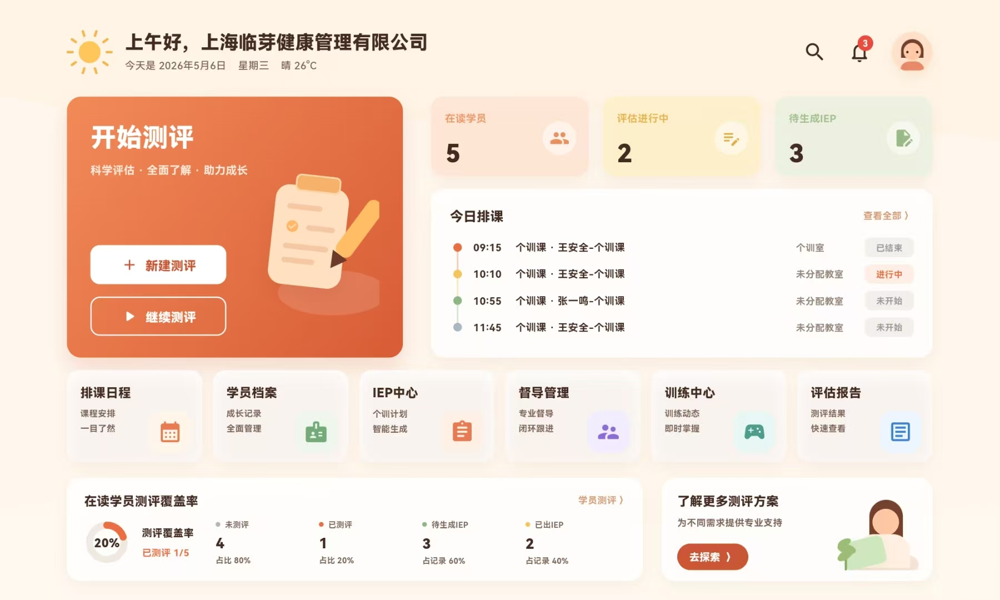 上午好，上海临芽健康管理有限公司
今天是 2026年5月6日 星期三 晴 26°C
3
开始测评
科学评估 · 全面了解 · 助力成长
+ 新建测评
继续测评
在读学员
5
评估进行中
2
待生成IEP
3
今日排课
查看全部 〉
09:15 个训课 · 王安全-个训课 个训室 已结束
10:10 个训课 · 王安全-个训课 未分配教室 进行中
10:55 个训课 · 张一鸣-个训课 未分配教室 未开始
11:45 个训课 · 王安全-个训课 未分配教室 未开始
排课日程
课程安排
一目了然
学员档案
成长记录
全面管理
IEP中心
个训计划
智能生成
督导管理
专业督导
闭环跟进
训练中心
训练动态
即时掌握
评估报告
测评结果
快速查看
在读学员测评覆盖率
学员测评 〉
20%
测评覆盖率
已测评 1/5
未测评
4
占比 80%
已测评
1
占比 20%
待生成IEP
3
占记录 60%
已出IEP
2
占记录 40%
了解更多测评方案
为不同需求提供专业支持
去探索 〉